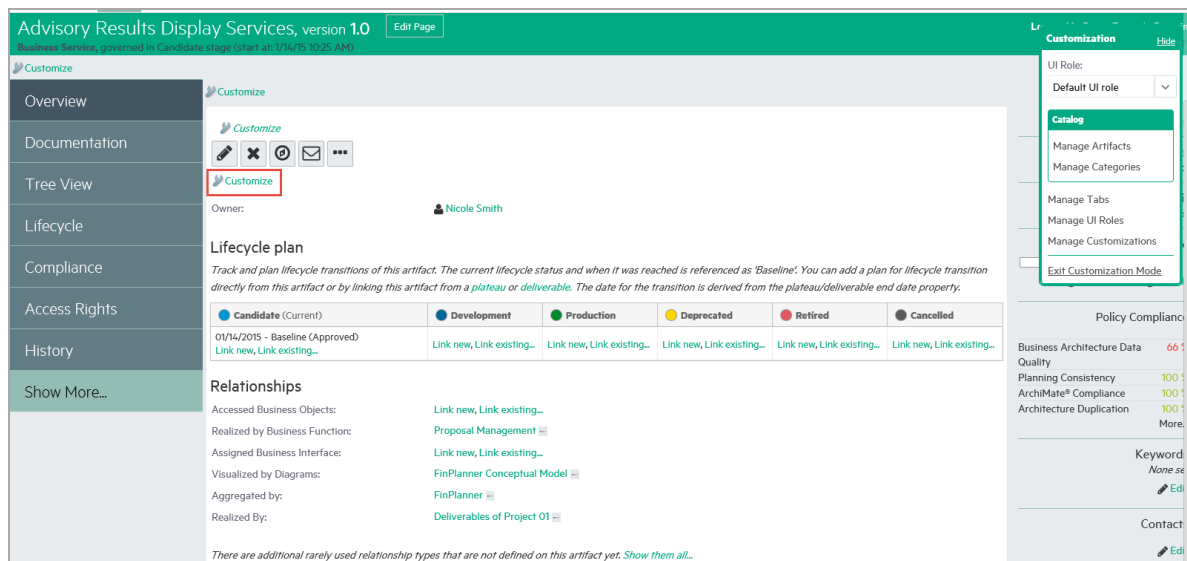 Advisory Results Display Services, version 1.0
Edit Page
Business Service, governed in Candidate stage (start at: 1/14/15 10:25 AM)
Customize
Overview
Documentation
Tree View
Lifecycle
Compliance
Access Rights
History
Show More...
Customize
Customize
Customize
Owner:
Nicole Smith
Lifecycle plan
Track and plan lifecycle transitions of this artifact. The current lifecycle status and when it was reached is referenced as 'Baseline'. You can add a plan for lifecycle transition
directly from this artifact or by linking this artifact from a plateau or deliverable. The date for the transition is derived from the plateau/deliverable end date property.
Candidate (Current) Development Production Deprecated Retired Cancelled
01/14/2015 - Baseline (Approved)
Link new, Link existing... Link new, Link existing... Link new, Link existing... Link new, Link existing... Link new, Link existing... Link new, Link existing...
Relationships
Accessed Business Objects: Link new, Link existing...
Realized by Business Function: Proposal Management
Assigned Business Interface: Link new, Link existing...
Visualized by Diagrams: FinPlanner Conceptual Model
Aggregated by: FinPlanner
Realized By: Deliverables of Project 01
There are additional rarely used relationship types that are not defined on this artifact yet. Show them all...
Customization Hide
UI Role:
Default UI role
Catalog
Manage Artifacts
Manage Categories
Manage Tabs
Manage UI Roles
Manage Customizations
Exit Customization Mode
Policy Compliance
Business Architecture Data Quality 66 %
Planning Consistency 100 %
ArchiMate® Compliance 100 %
Architecture Duplication 100 %
More.
Keyword
None se
Edi
Contact
Edi